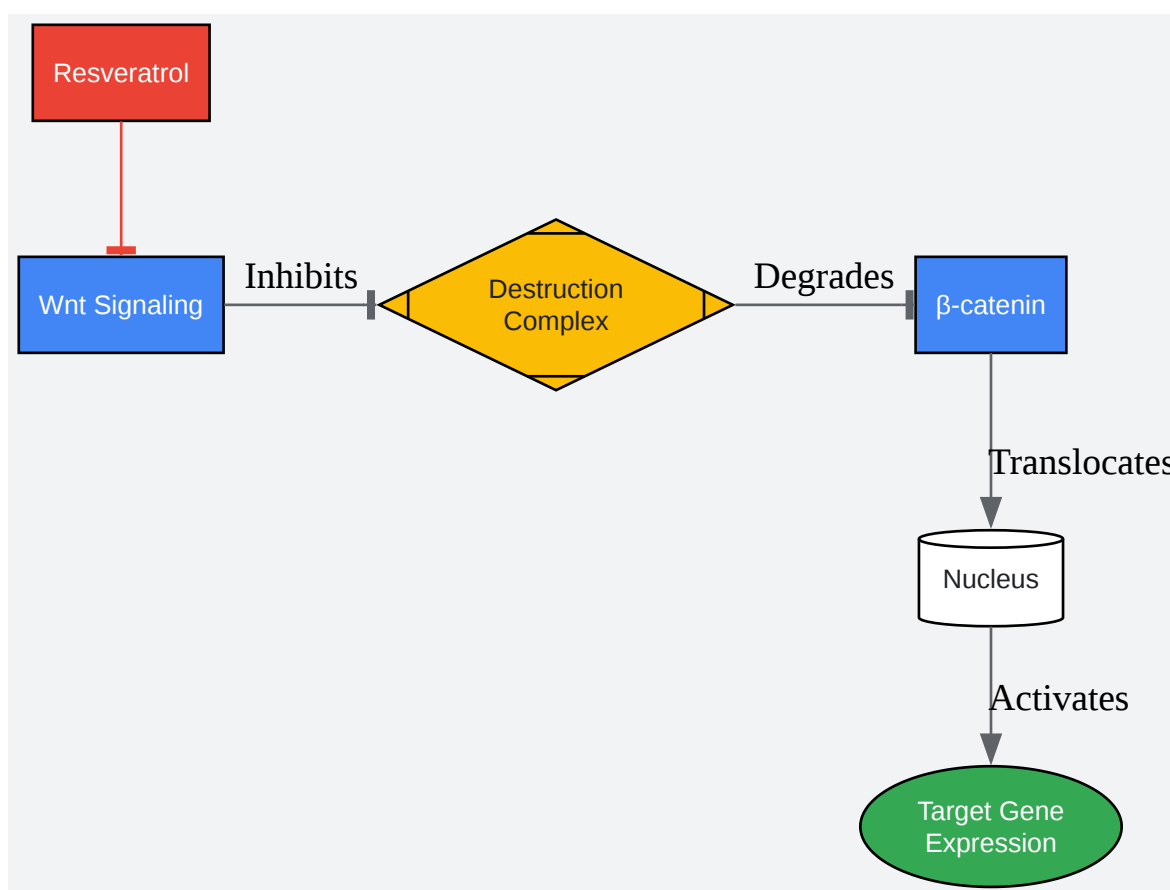 Resveratrol
Wnt Signaling
Inhibits
Destruction
Complex
Degrades
β-catenin
Translocates
Nucleus
Activates
Target Gene
Expression